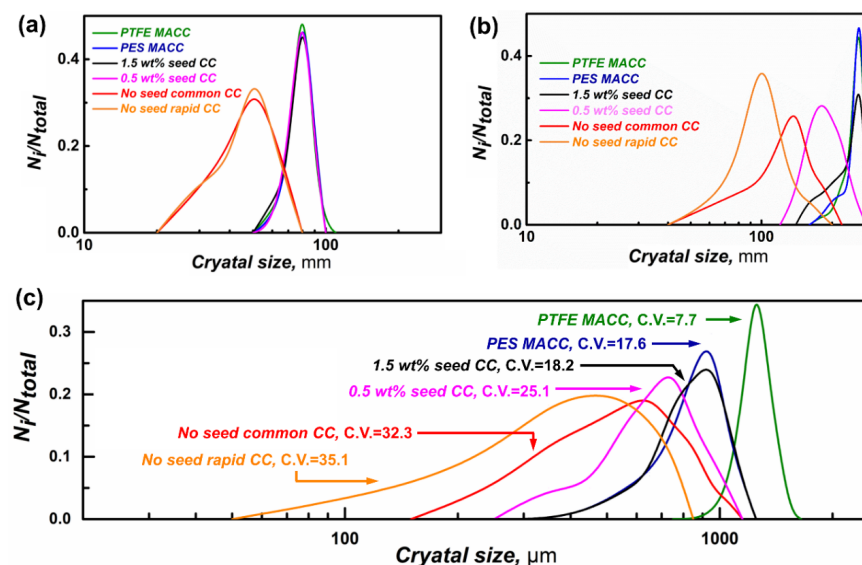 (a)
PTFE MACC
PES MACC
1.5 wt% seed CC
0.5 wt% seed CC
No seed common CC
No seed rapid CC
0.4
0.2
0.0
Ni/Ntotal
10
100
Cryatal size, mm
(b)
PTFE MACC
PES MACC
1.5 wt% seed CC
0.5 wt% seed CC
No seed common CC
No seed rapid CC
0.4
0.2
0.0
Ni/Ntotal
10
100
Cryatal size, mm
(c)
PTFE MACC, C.V.=7.7
PES MACC, C.V.=17.6
1.5 wt% seed CC, C.V.=18.2
0.5 wt% seed CC, C.V.=25.1
No seed common CC, C.V.=32.3
No seed rapid CC, C.V.=35.1
0.3
0.2
0.1
0.0
Ni/Ntotal
100
1000
Cryatal size, μm